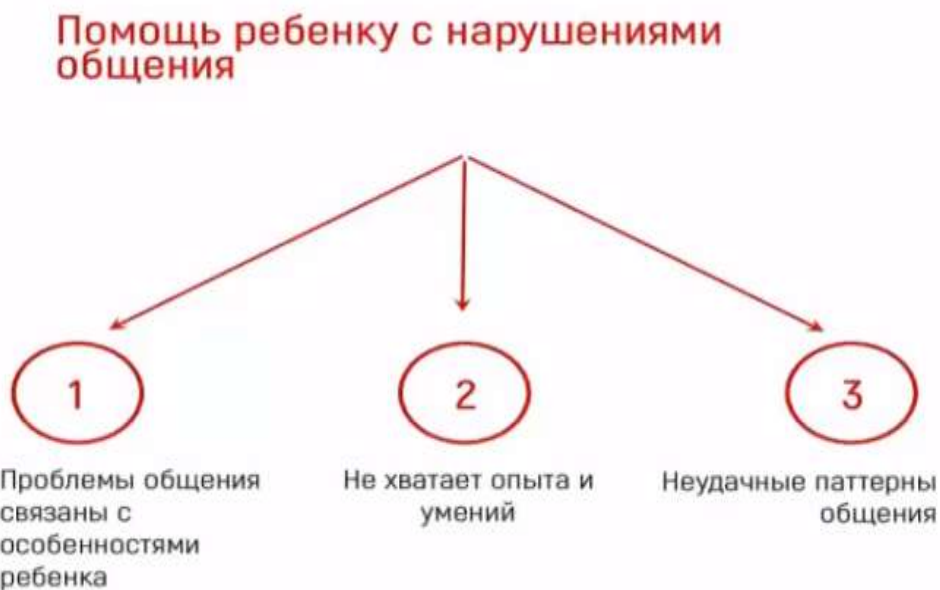 Помощь ребенку с нарушениями
общения
1
2
3
Проблемы общения
связаны с
особенностями
ребенка
Не хватает опыта и
умений
Неудачные паттерны
общения